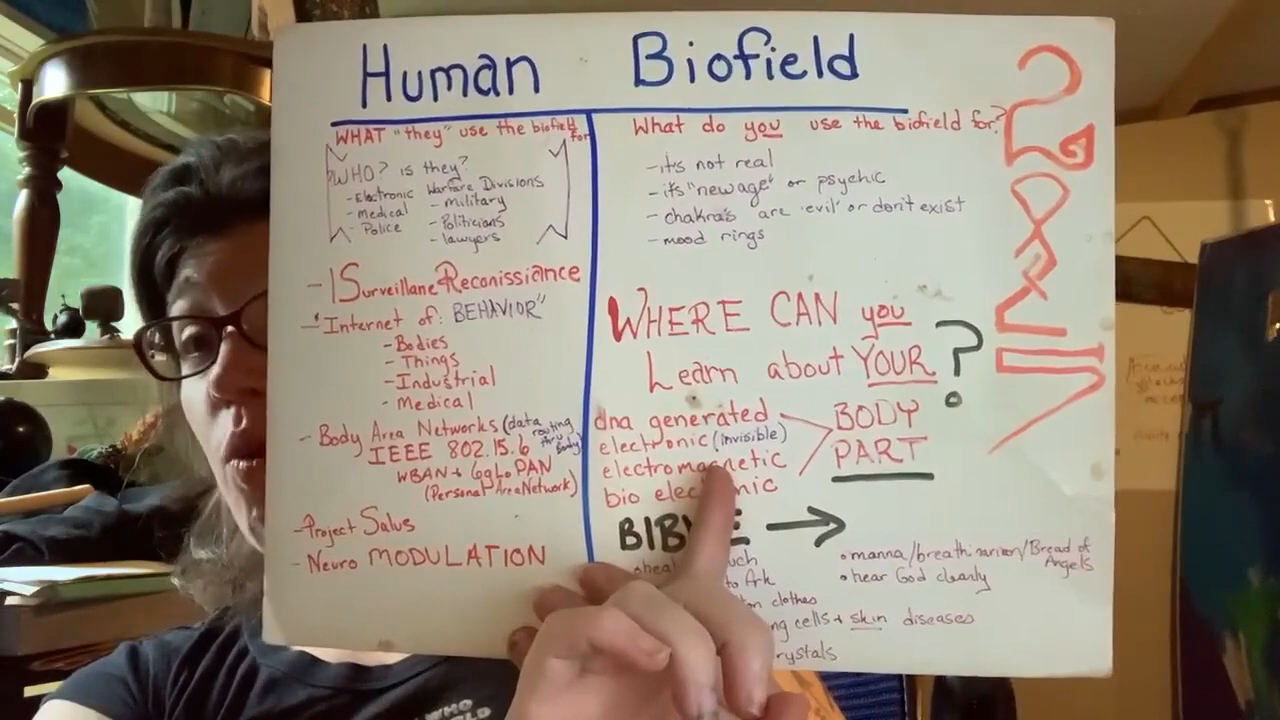 Human Biofield
WHAT "they" use the biofield for
WHO? is they?
- Electronic Warfare Divisions
- Medical - military
- Police - Politicians
- lawyers
- Surveillane Reconissiance
- Internet of: BEHAVIOR"
- Bodies
- Things
- Industrial
- Medical
- Body Area Networks (data routing thru Body)
IEEE 802.15.6
WBAN + 6gLoPAN
(Personal Area Network)
- Project Salus
- Neuro MODULATION
What do you use the biofield for?
- it's not real
- it's "new age" or psychic
- chakra's are 'evil' or don't exist
- mood rings
WHERE CAN you
Learn about YOUR ?
dna generated
electronic (invisible)
electromagnetic
bio
BODY
PART
to Ark
clothes
cells + skin diseases
• manna/breath
/Bread of Angels
• hear God clearly
WHO